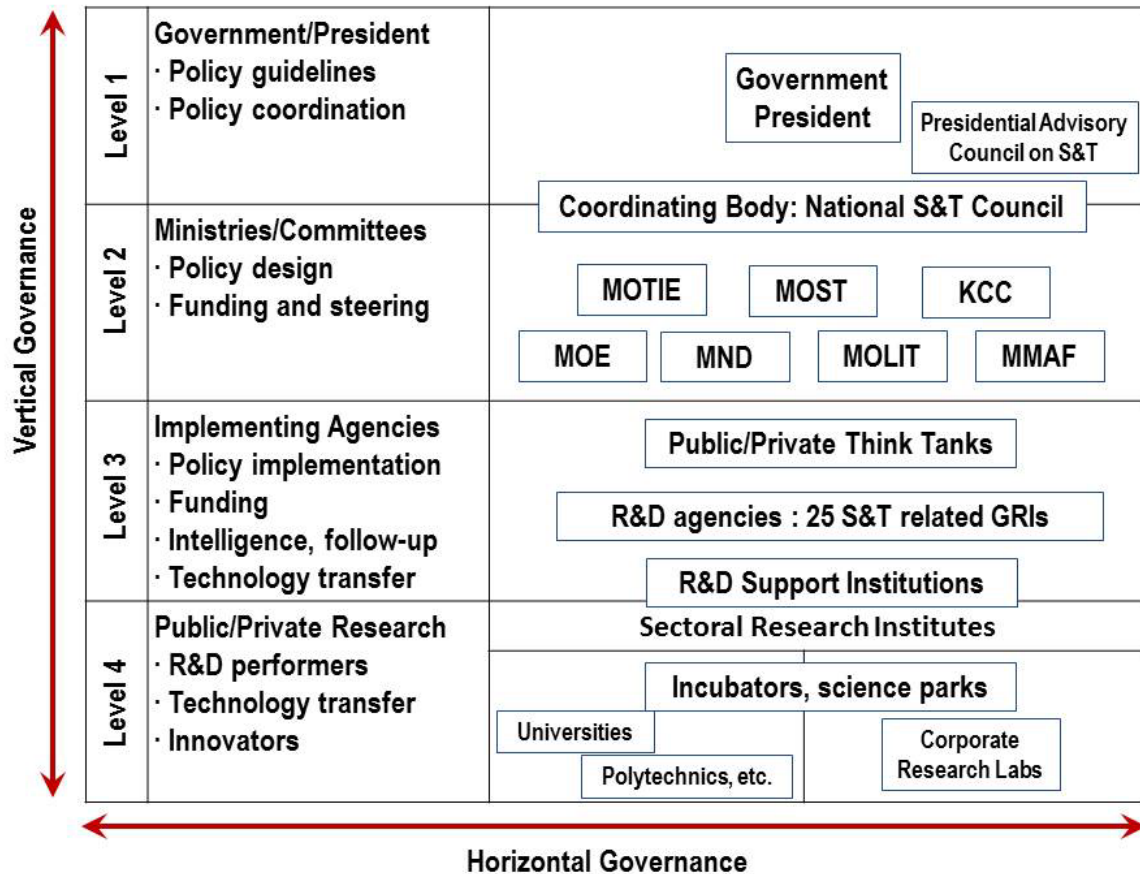 Vertical Governance
Level 1
Government/President
· Policy guidelines
· Policy coordination
Government
President
Presidential Advisory
Council on S&T
Coordinating Body: National S&T Council
Level 2
Ministries/Committees
· Policy design
· Funding and steering
MOTIE
MOST
KCC
MOE
MND
MOLIT
MMAF
Level 3
Implementing Agencies
· Policy implementation
· Funding
· Intelligence, follow-up
· Technology transfer
Public/Private Think Tanks
R&D agencies : 25 S&T related GRIs
R&D Support Institutions
Level 4
Public/Private Research
· R&D performers
· Technology transfer
· Innovators
Sectoral Research Institutes
Incubators, science parks
Universities
Polytechnics, etc.
Corporate
Research Labs
Horizontal Governance